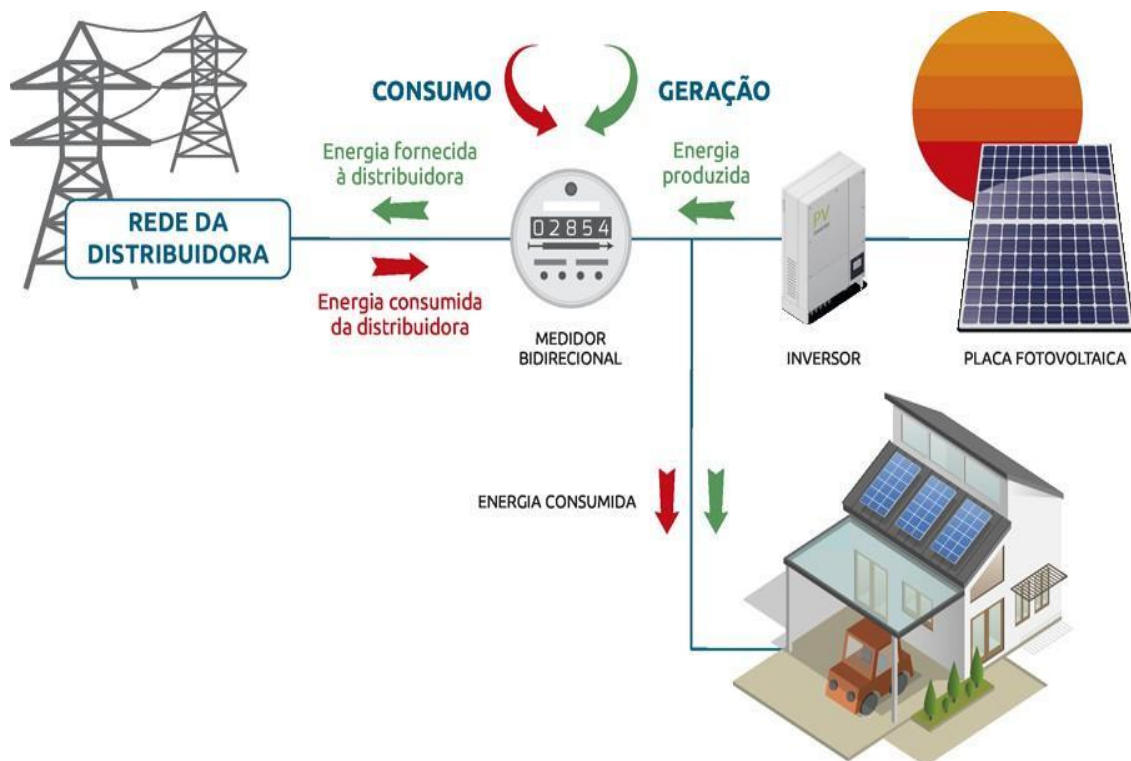 CONSUMO
GERAÇÃO
Energia fornecida
à distribuidora
Energia
produzida
REDE DA
DISTRIBUIDORA
02854
PV
Energia consumida
da distribuidora
MEDIDOR
BIDIRECIONAL
INVERSOR
PLACA FOTOVOLTAICA
ENERGIA CONSUMIDA